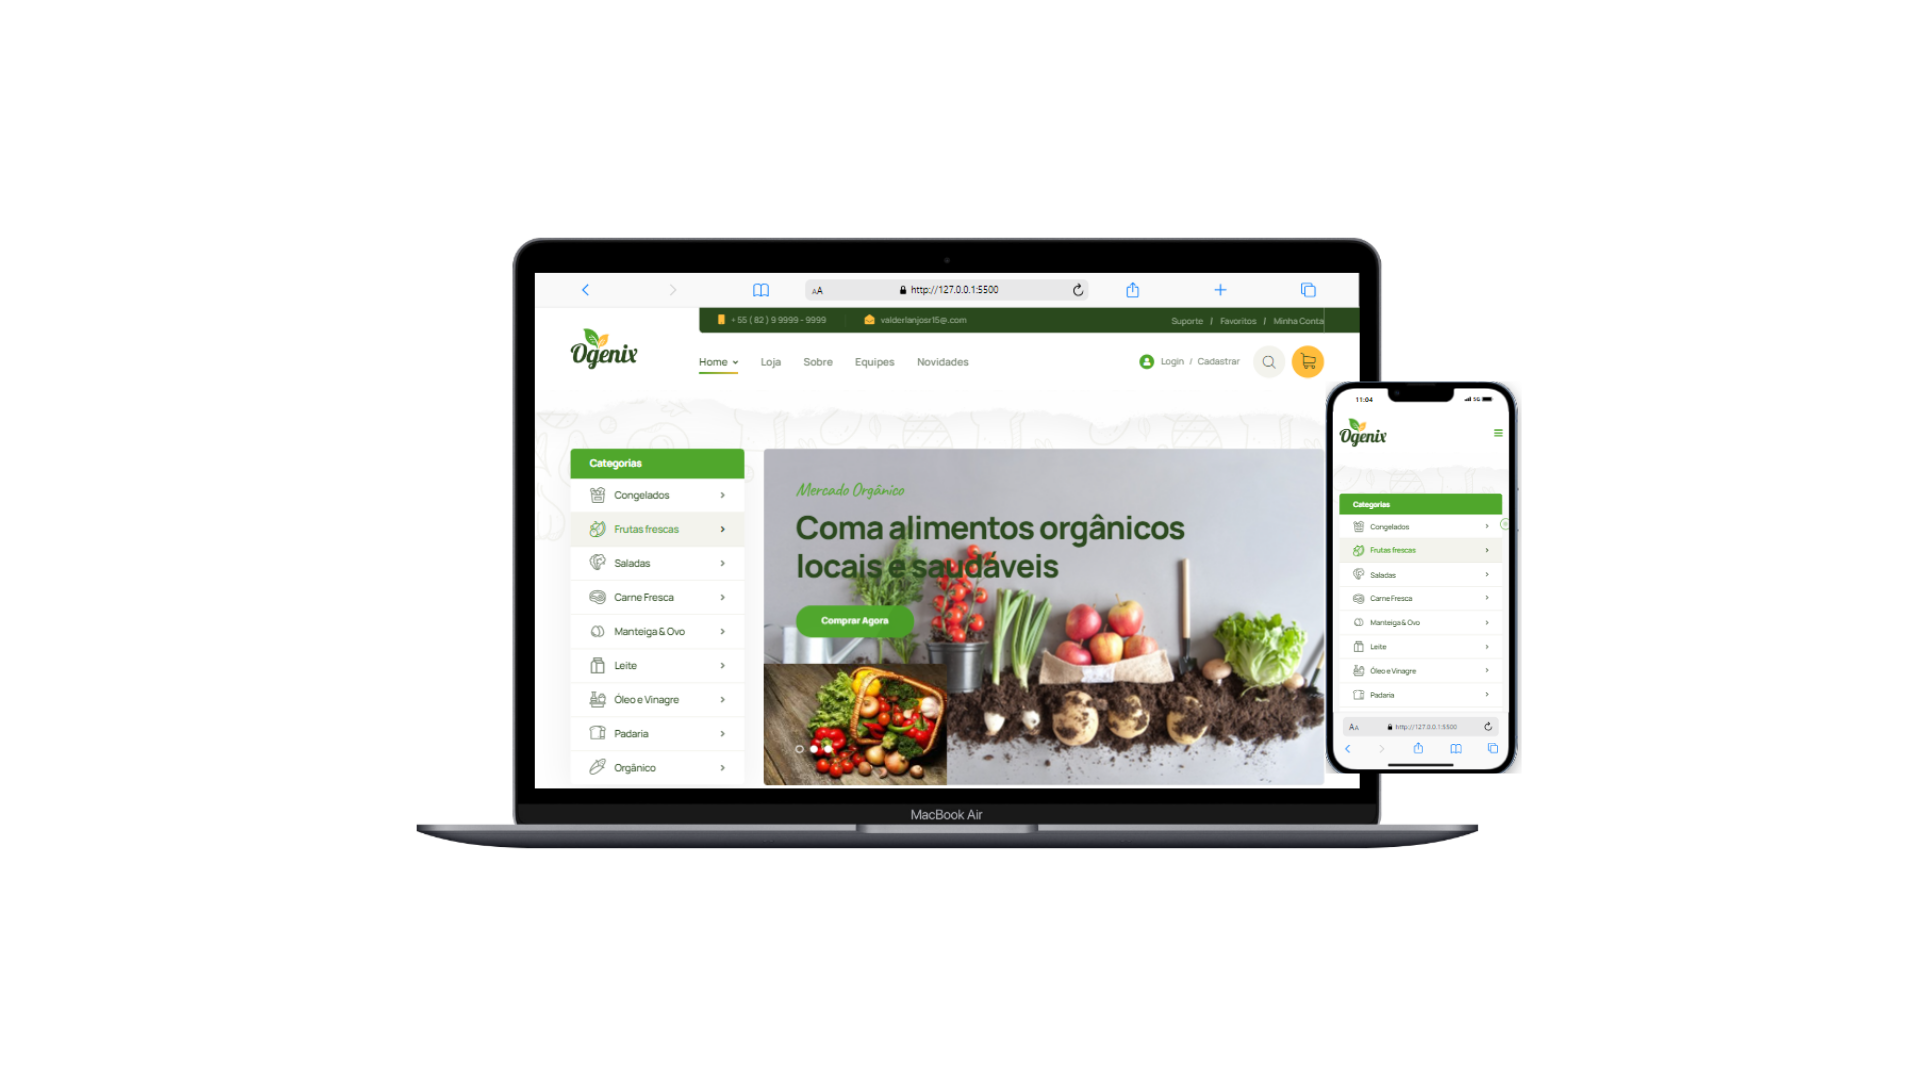 AA
http://127.0.0.1:5500
+ 55 ( 82 ) 9 9999 - 9999
valderlanjosr15@.com
Suporte / Favoritos / Minha Conta
Ogenix
Home
Loja
Sobre
Equipes
Novidades
Login / Cadastrar
Categorias
Congelados
Frutas frescas
Saladas
Carne Fresca
Manteiga & Ovo
Leite
Óleo e Vinagre
Padaria
Orgânico
Mercado Orgânico
Coma alimentos orgânicos
locais e saudáveis
Comprar Agora
MacBook Air
11:04
5G
Ogenix
Categorias
Congelados
Frutas frescas
Saladas
Carne Fresca
Manteiga & Ovo
Leite
Óleo e Vinagre
Padaria
AA
http://127.0.0.1:5500